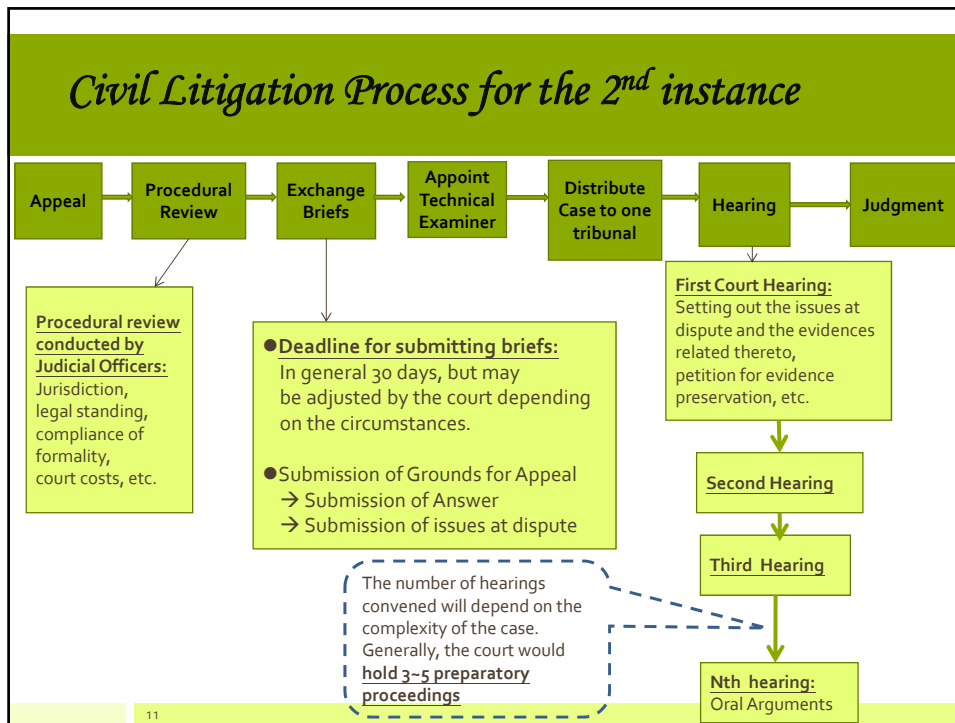 Civil Litigation Process for the 2nd instance
Appeal
Procedural
Review
Exchange
Briefs
Appoint
Technical
Examiner
Distribute
Case to one
tribunal
Hearing
Judgment
Procedural review
conducted by
Judicial Officers:
Jurisdiction,
legal standing,
compliance of
formality,
court costs, etc.
●Deadline for submitting briefs:
In general 30 days, but may
be adjusted by the court depending
on the circumstances.
●Submission of Grounds for Appeal
→ Submission of Answer
→ Submission of issues at dispute
First Court Hearing:
Setting out the issues at
dispute and the evidences
related thereto,
petition for evidence
preservation, etc.
Second Hearing
Third Hearing
The number of hearings
convened will depend on the
complexity of the case.
Generally, the court would
hold 3~5 preparatory
proceedings
Nth hearing:
Oral Arguments
11